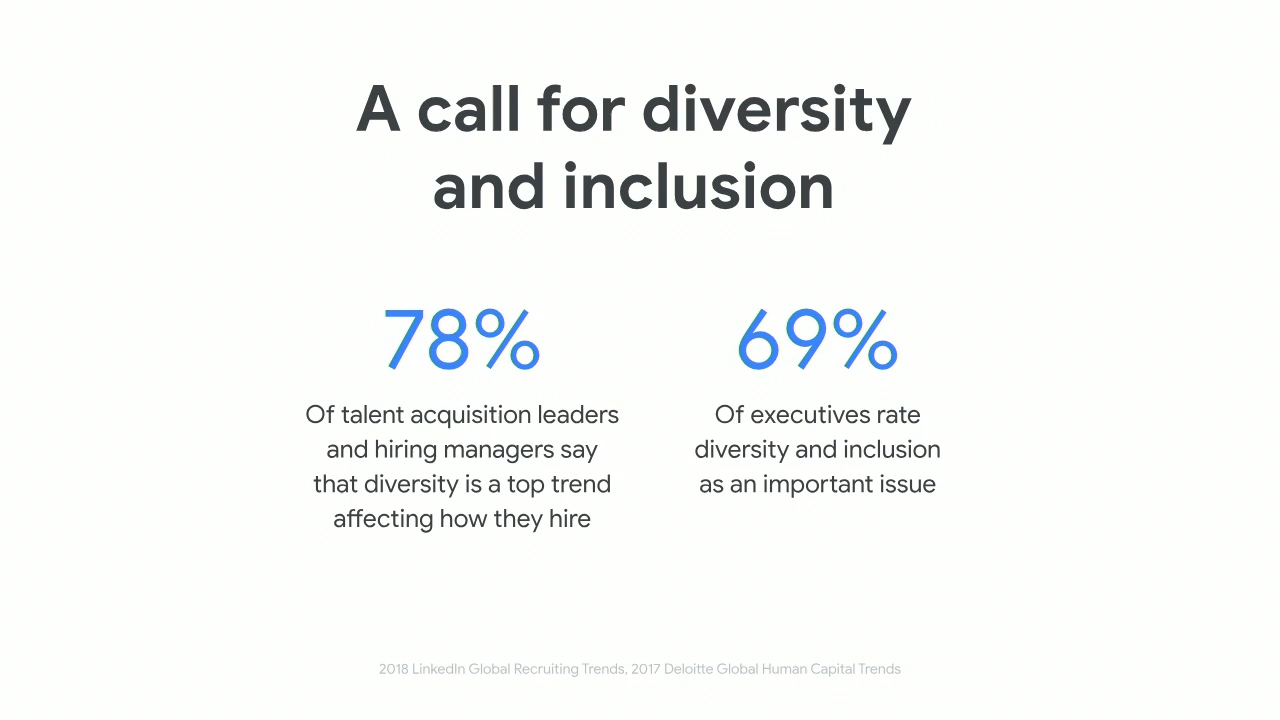 A call for diversity
and inclusion
78%
Of talent acquisition leaders
and hiring managers say
that diversity is a top trend
affecting how they hire
69%
Of executives rate
diversity and inclusion
as an important issue
2018 LinkedIn Global Recruiting Trends, 2017 Deloitte Global Human Capital Trends